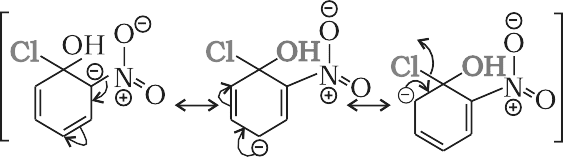 Cl OH O⊖ ⊖ N⊕ O
Cl OH O⊖ N⊕ O ⊖
Cl OH O⊖ ⊖ N⊕ O